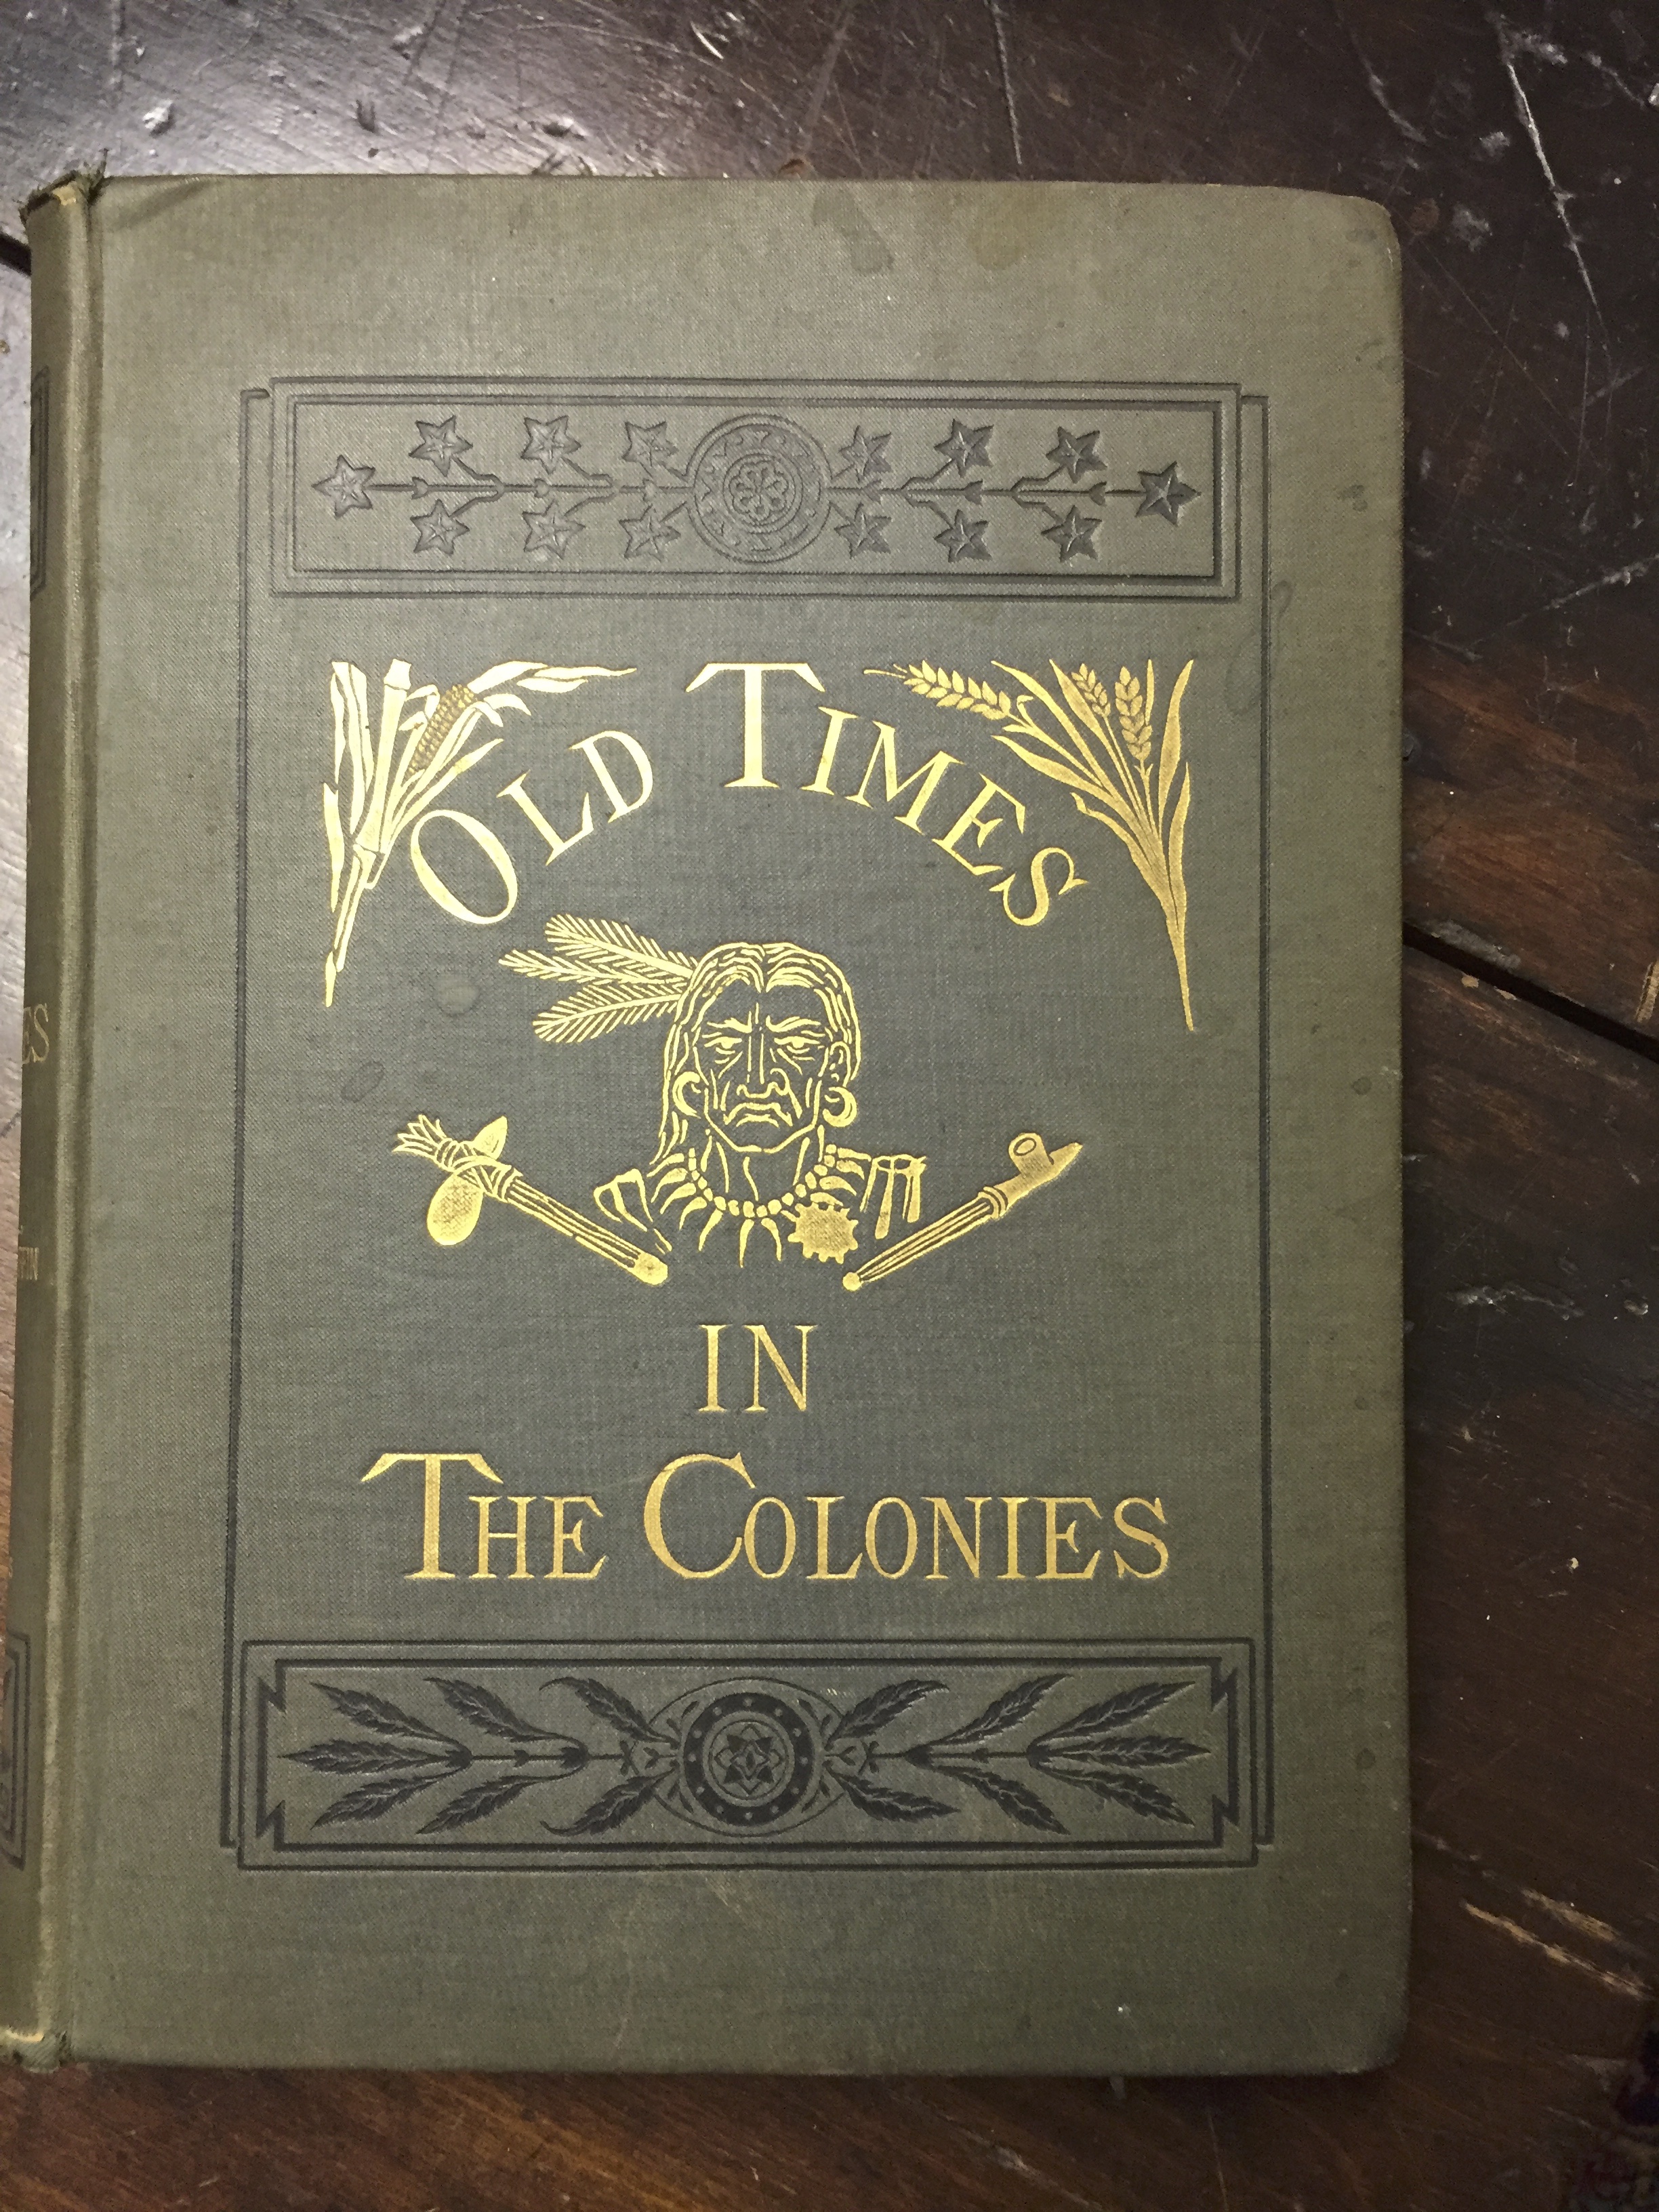 OLD TIMES
IN
THE COLONIES